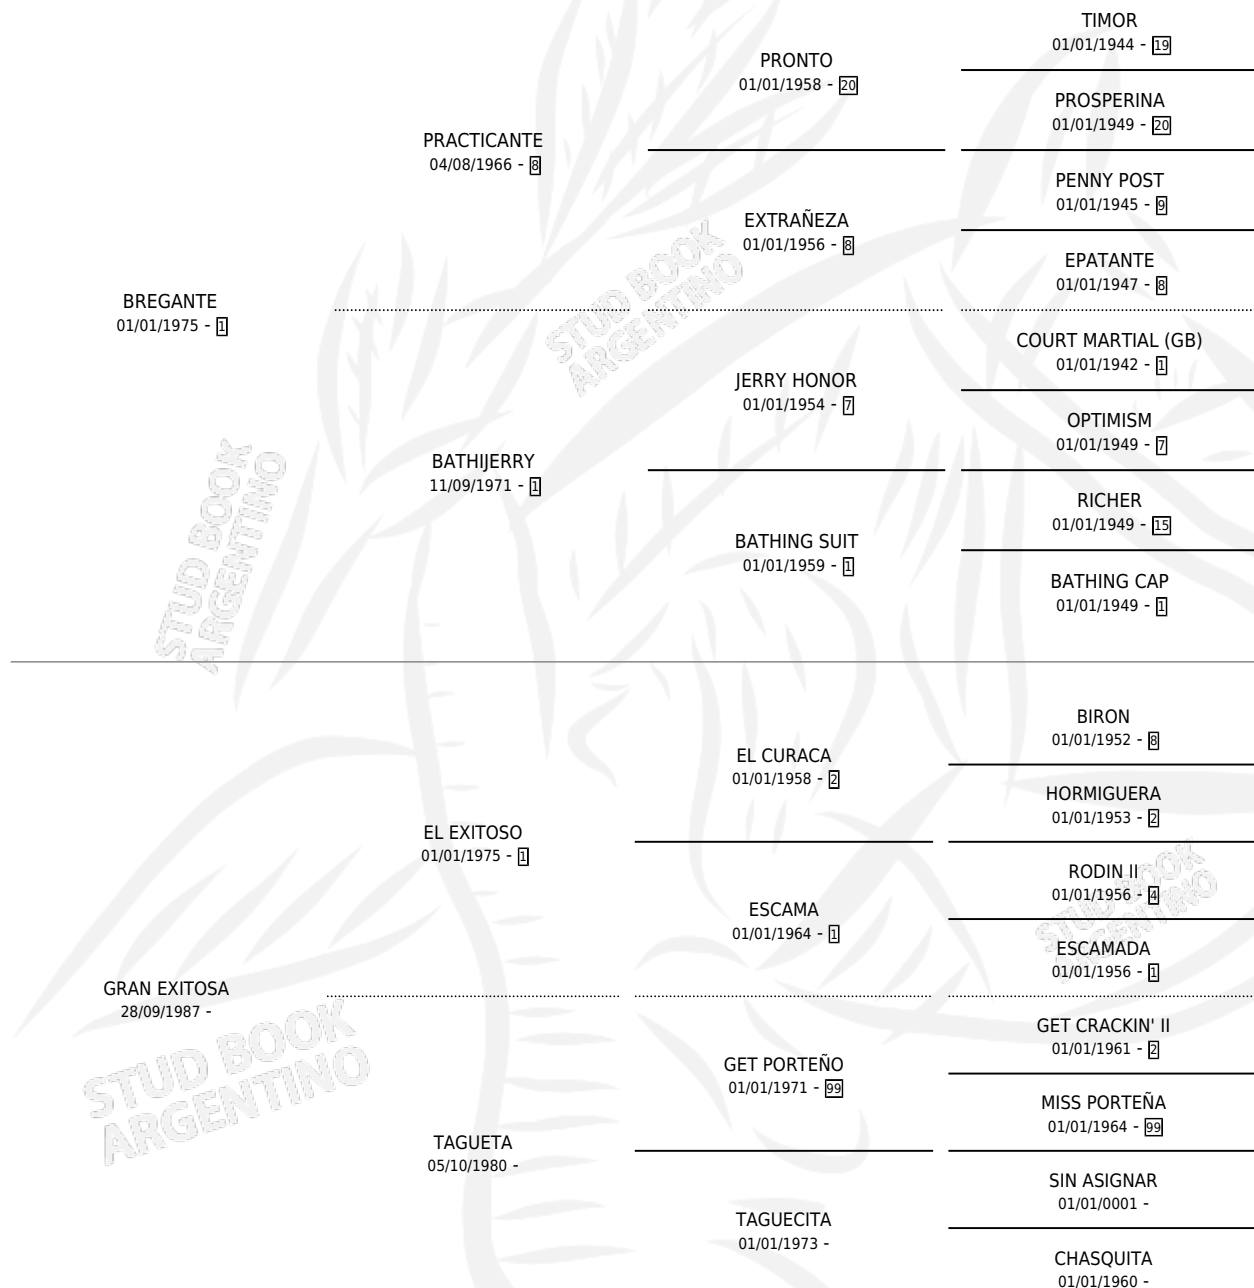 TIMOR
01/01/1944 - 19
PRONTO
01/01/1958 - 20
PROSPERINA
01/01/1949 - 20
PRACTICANTE
04/08/1966 - 8
PENNY POST
01/01/1945 - 9
EXTRAÑEZA
01/01/1956 - 8
EPATANTE
01/01/1947 - 8
BREGANTE
01/01/1975 - 1
STUD BOOK
ARGENTINO
COURT MARTIAL (GB)
01/01/1942 - 1
JERRY HONOR
01/01/1954 - 7
OPTIMISM
01/01/1949 - 7
BATHIJERRY
11/09/1971 - 1
RICHER
01/01/1949 - 15
BATHING SUIT
01/01/1959 - 1
BATHING CAP
01/01/1949 - 1
STUD BOOK
ARGENTINO
BIRON
01/01/1952 - 8
EL CURACA
01/01/1958 - 2
HORMIGUERA
01/01/1953 - 2
EL EXITOSO
01/01/1975 - 1
RODIN II
01/01/1956 - 4
STUD BOOK
ARGENTINO
ESCAMA
01/01/1964 - 1
ESCAMADA
01/01/1956 - 1
GRAN EXITOSA
28/09/1987 -
STUD BOOK
ARGENTINO
GET CRACKIN' II
01/01/1961 - 2
GET PORTEÑO
01/01/1971 - 99
MISS PORTEÑA
01/01/1964 - 99
TAGUETA
05/10/1980 -
SIN ASIGNAR
01/01/0001 -
TAGUECITA
01/01/1973 -
CHASQUITA
01/01/1960 -